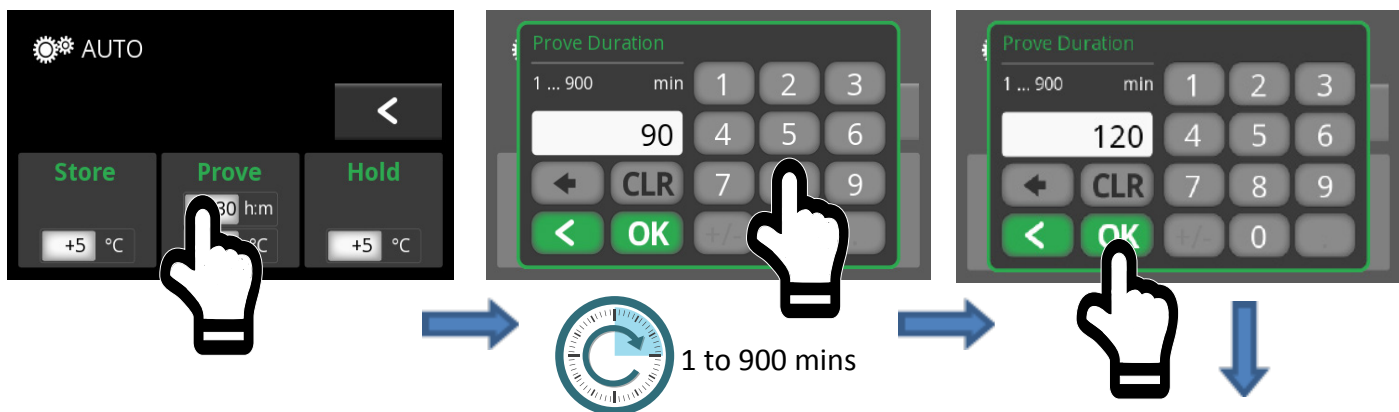 AUTO
<
Store
Prove
Hold
30 h:m
+5 °C
°C
+5 °C
Prove Duration
1 ... 900 min
1 2 3
90
4 5 6
CLR
7 9
<
OK
+/-
.
1 to 900 mins
Prove Duration
1 ... 900 min
1 2 3
120
4 5 6
CLR
7 8 9
<
OK
+/- 0 .